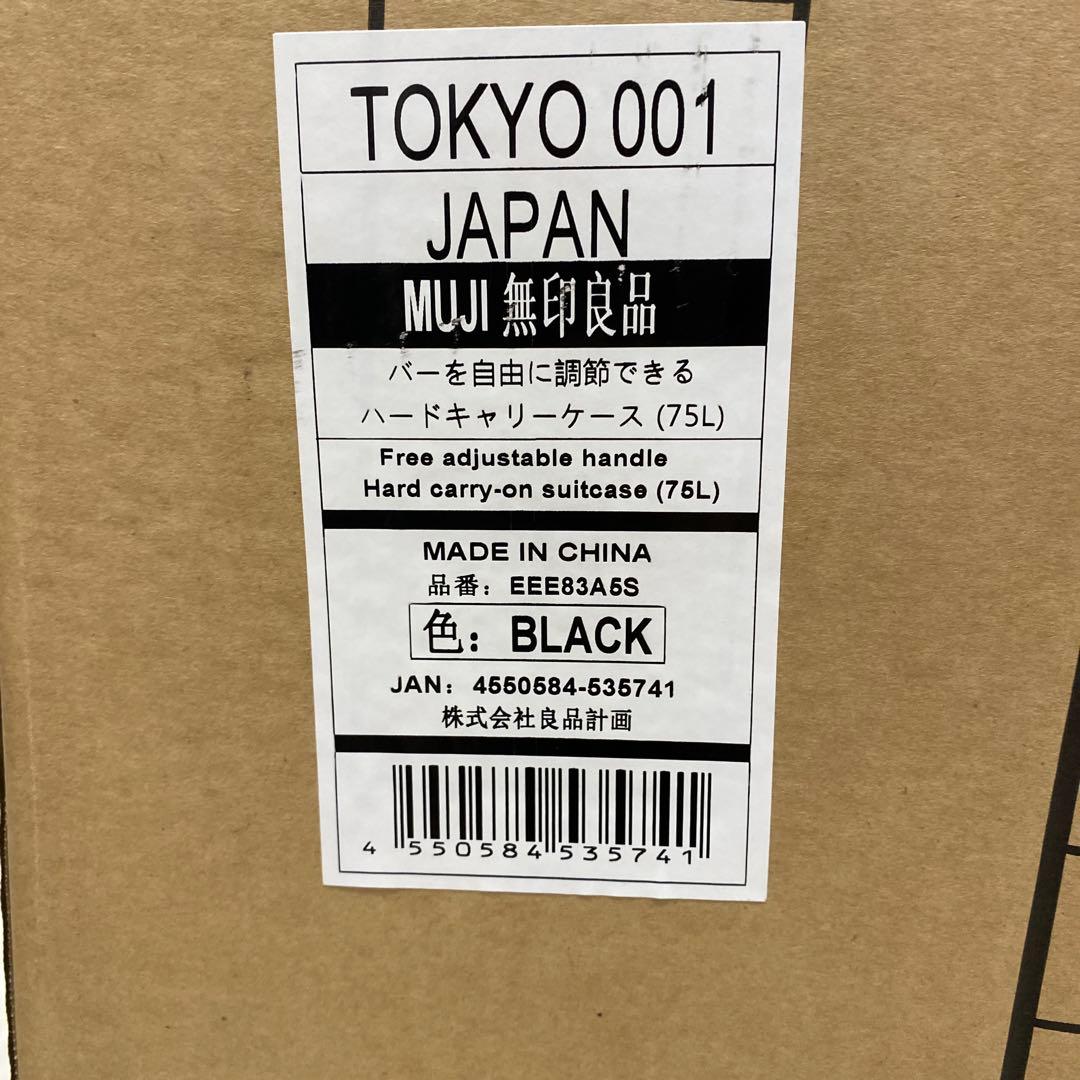 TOKYO 001
JAPAN
MUJI 無印良品
バーを自由に調節できる
ハードキャリーケース (75L)
Free adjustable handle
Hard carry-on suitcase (75L)
MADE IN CHINA
品番: EEE83A5S
色: BLACK
JAN: 4550584-535741
株式会社良品計画
4 550584 535741